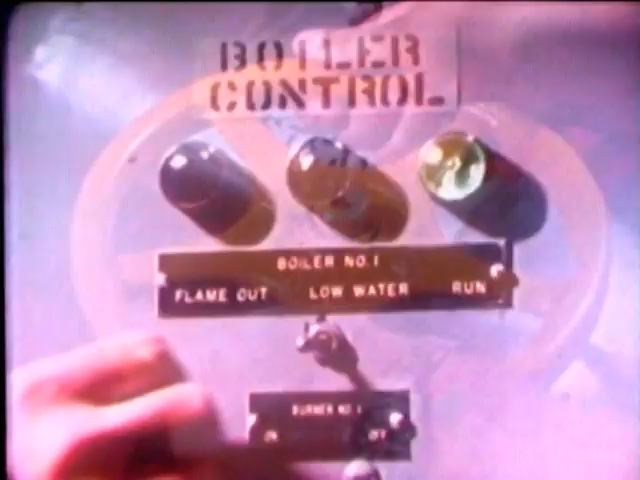 BOILER
CONTROL
BOILER NO.1
FLAME OUT LOW WATER RUN
BURNER NO.1
ON OFF